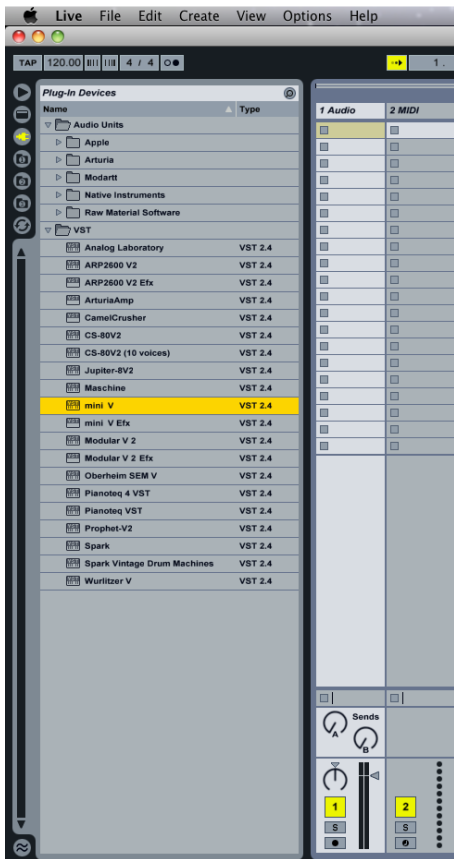 Live File Edit Create View Options Help
TAP 120.00 4 / 4 1 .
Plug-In Devices
Name Type
Audio Units
Apple
Arturia
Modartt
Native Instruments
Raw Material Software
VST
Analog Laboratory VST 2.4
ARP2600 V2 VST 2.4
ARP2600 V2 Efx VST 2.4
ArturiaAmp VST 2.4
CamelCrusher VST 2.4
CS-80V2 VST 2.4
CS-80V2 (10 voices) VST 2.4
Jupiter-8V2 VST 2.4
Maschine VST 2.4
mini V VST 2.4
mini V Efx VST 2.4
Modular V 2 VST 2.4
Modular V 2 Efx VST 2.4
Oberheim SEM V VST 2.4
Pianoteq 4 VST VST 2.4
Pianoteq VST VST 2.4
Prophet-V2 VST 2.4
Spark VST 2.4
Spark Vintage Drum Machines VST 2.4
Wurlitzer V VST 2.4
1 Audio 2 MIDI
Sends
A
B
1 2
S S